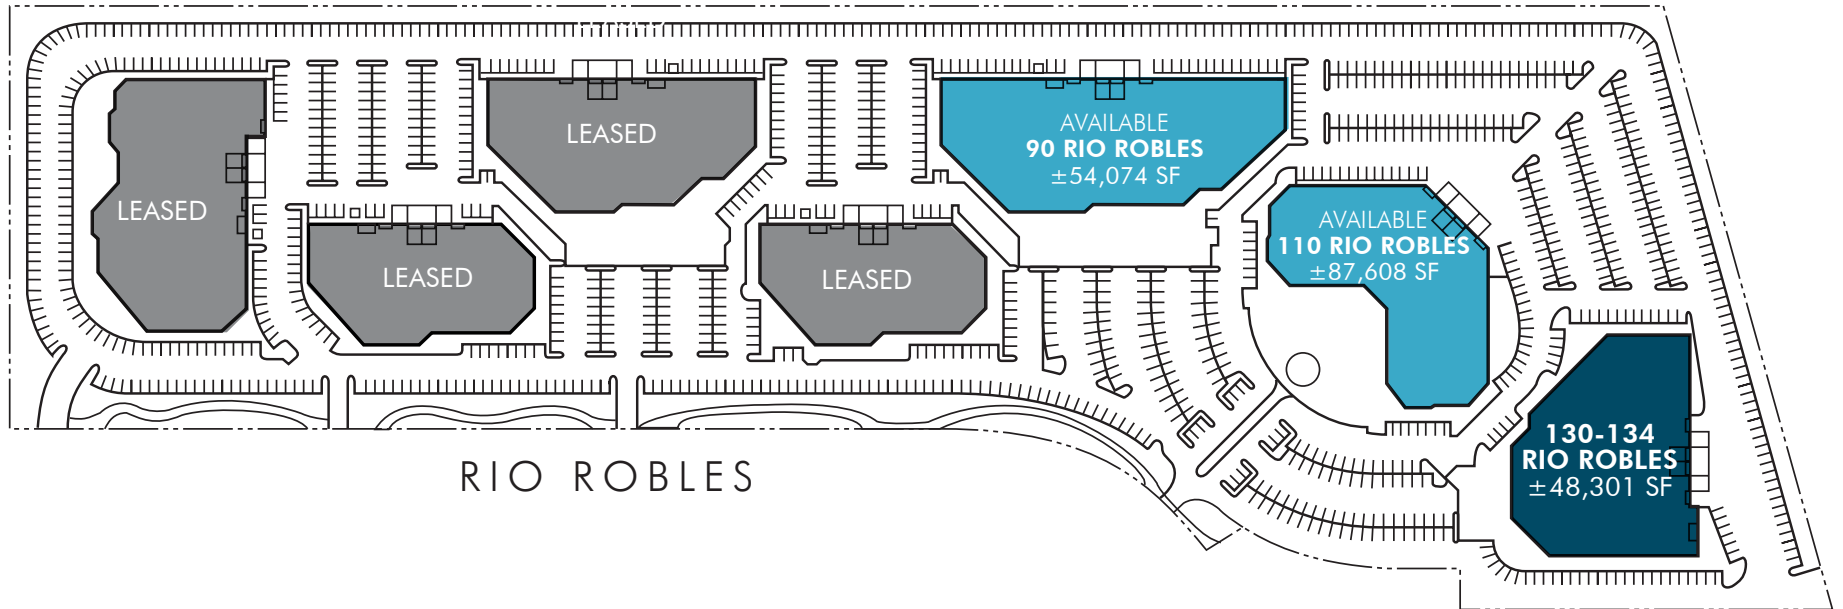 LEASED
LEASED
LEASED
LEASED
AVAILABLE
90 RIO ROBLES
±54,074 SF
AVAILABLE
110 RIO ROBLES
±87,608 SF
130-134
RIO ROBLES
±48,301 SF
RIO ROBLES